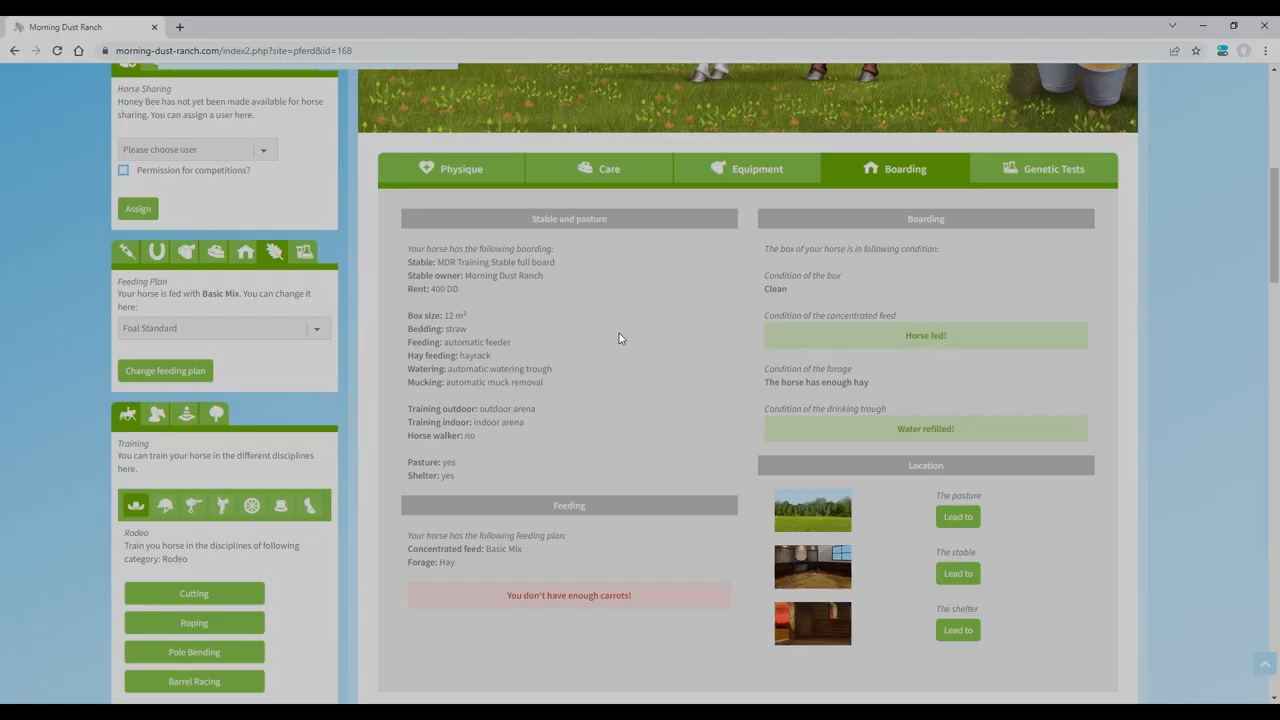 Morning Dust Ranch
morning-dust-ranch.com/index2.php?site=pferd&id=168
Horse Sharing
Honey Bee has not yet been made available for horse
sharing. You can assign a user here.
Please choose user
Permission for competitions?
Assign
Feeding Plan
Your horse is fed with Basic Mix. You can change it
here:
Foal Standard
Change feeding plan
Training
You can train your horse in the different disciplines
here.
Rodeo
Train you horse in the disciplines of following
category: Rodeo
Cutting
Roping
Pole Bending
Barrel Racing
Physique
Care
Equipment
Boarding
Genetic Tests
Stable and pasture
Your horse has the following boarding:
Stable: MDR Training Stable full board
Stable owner: Morning Dust Ranch
Rent: 400 DD
Box size: 12 m²
Bedding: straw
Feeding: automatic feeder
Hay feeding: hayrack
Watering: automatic watering trough
Mucking: automatic muck removal
Training outdoor: outdoor arena
Training indoor: indoor arena
Horse walker: no
Pasture: yes
Shelter: yes
Feeding
Your horse has the following feeding plan:
Concentrated feed: Basic Mix
Forage: Hay
You don't have enough carrots!
Boarding
The box of your horse is in following condition:
Condition of the box
Clean
Condition of the concentrated feed
Horse fed!
Condition of the forage
The horse has enough hay
Condition of the drinking trough
Water refilled!
Location
The pasture
Lead to
The stable
Lead to
The shelter
Lead to